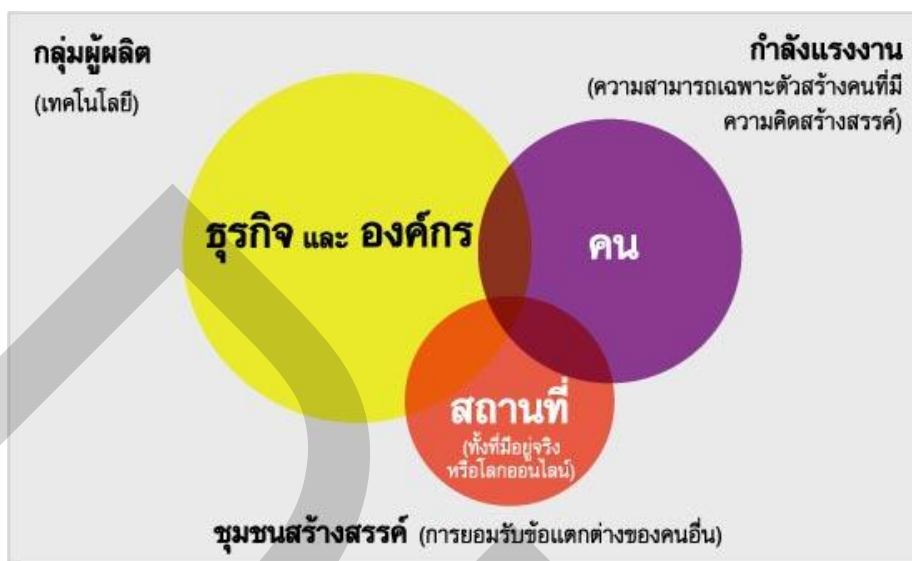 กลุ่มผู้ผลิต
(เทคโนโลยี)
กำลังแรงงาน
(ความสามารถเฉพาะตัวสร้างคนที่มี
ความคิดสร้างสรรค์)
ธุรกิจ และ องค์กร
คน
สถานที่
(ทั้งที่มีอยู่จริง
หรือโลกออนไลน์)
ชุมชนสร้างสรรค์ (การยอมรับข้อแตกต่างของคนอื่น)